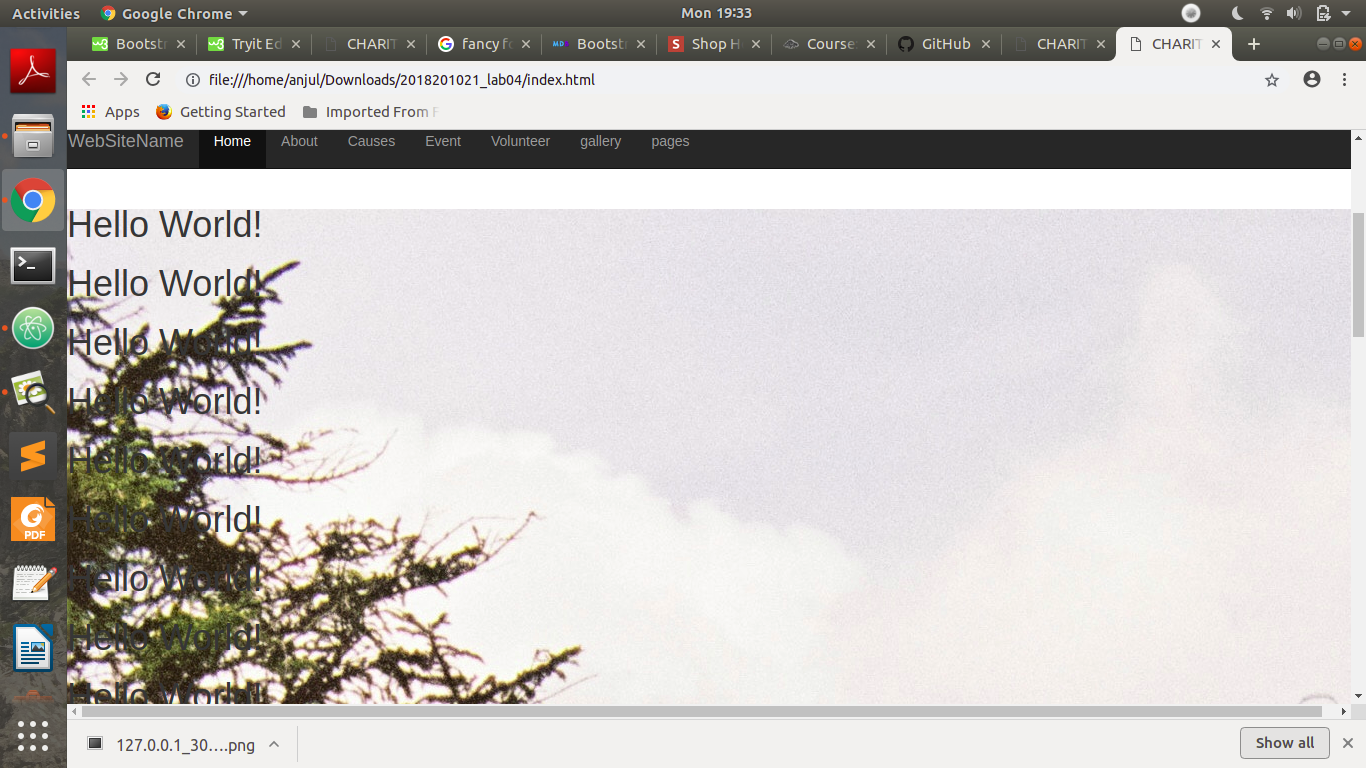 Activities Google Chrome Mon 19:33
Bootstr Tryit Ed CHARIT fancy fo Bootstr Shop H Course: GitHub CHARIT CHARIT
file:///home/anjul/Downloads/2018201021_lab04/index.html
Apps Getting Started Imported From F
WebSiteName Home About Causes Event Volunteer gallery pages
Hello World!
Hello World!
Hello World!
Hello World!
Hello World!
Hello World!
Hello World!
Hello World!
Hello World!
PDF
127.0.0.1_30….png Show all